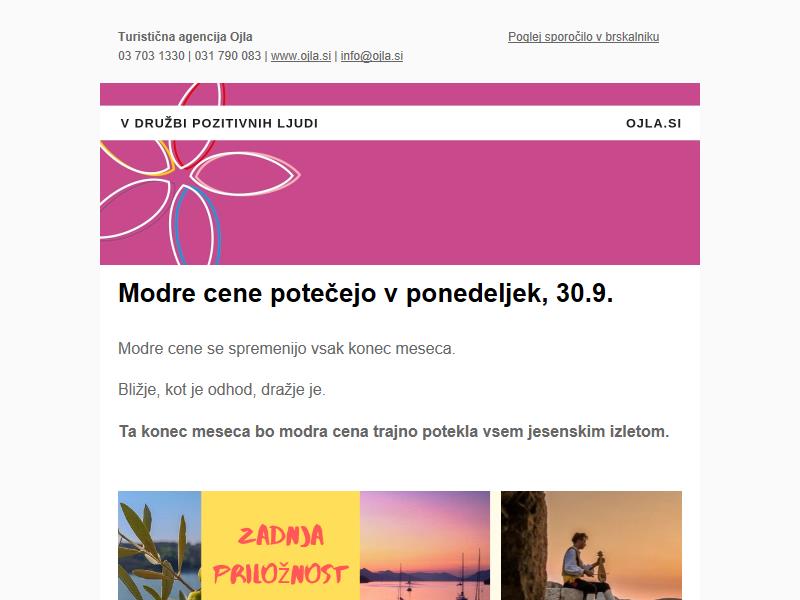 Turistična agencija Ojla
Poglej sporočilo v brskalniku
03 703 1330 | 031 790 083 | www.ojla.si | info@ojla.si
V DRUŽBI POZITIVNIH LJUDI
OJLA.SI
Modre cene potečejo v ponedeljek, 30.9.
Modre cene se spremenijo vsak konec meseca.
Bližje, kot je odhod, dražje je.
Ta konec meseca bo modra cena trajno potekla vsem jesenskim izletom.
ZADNJA
PRILOŽNOST